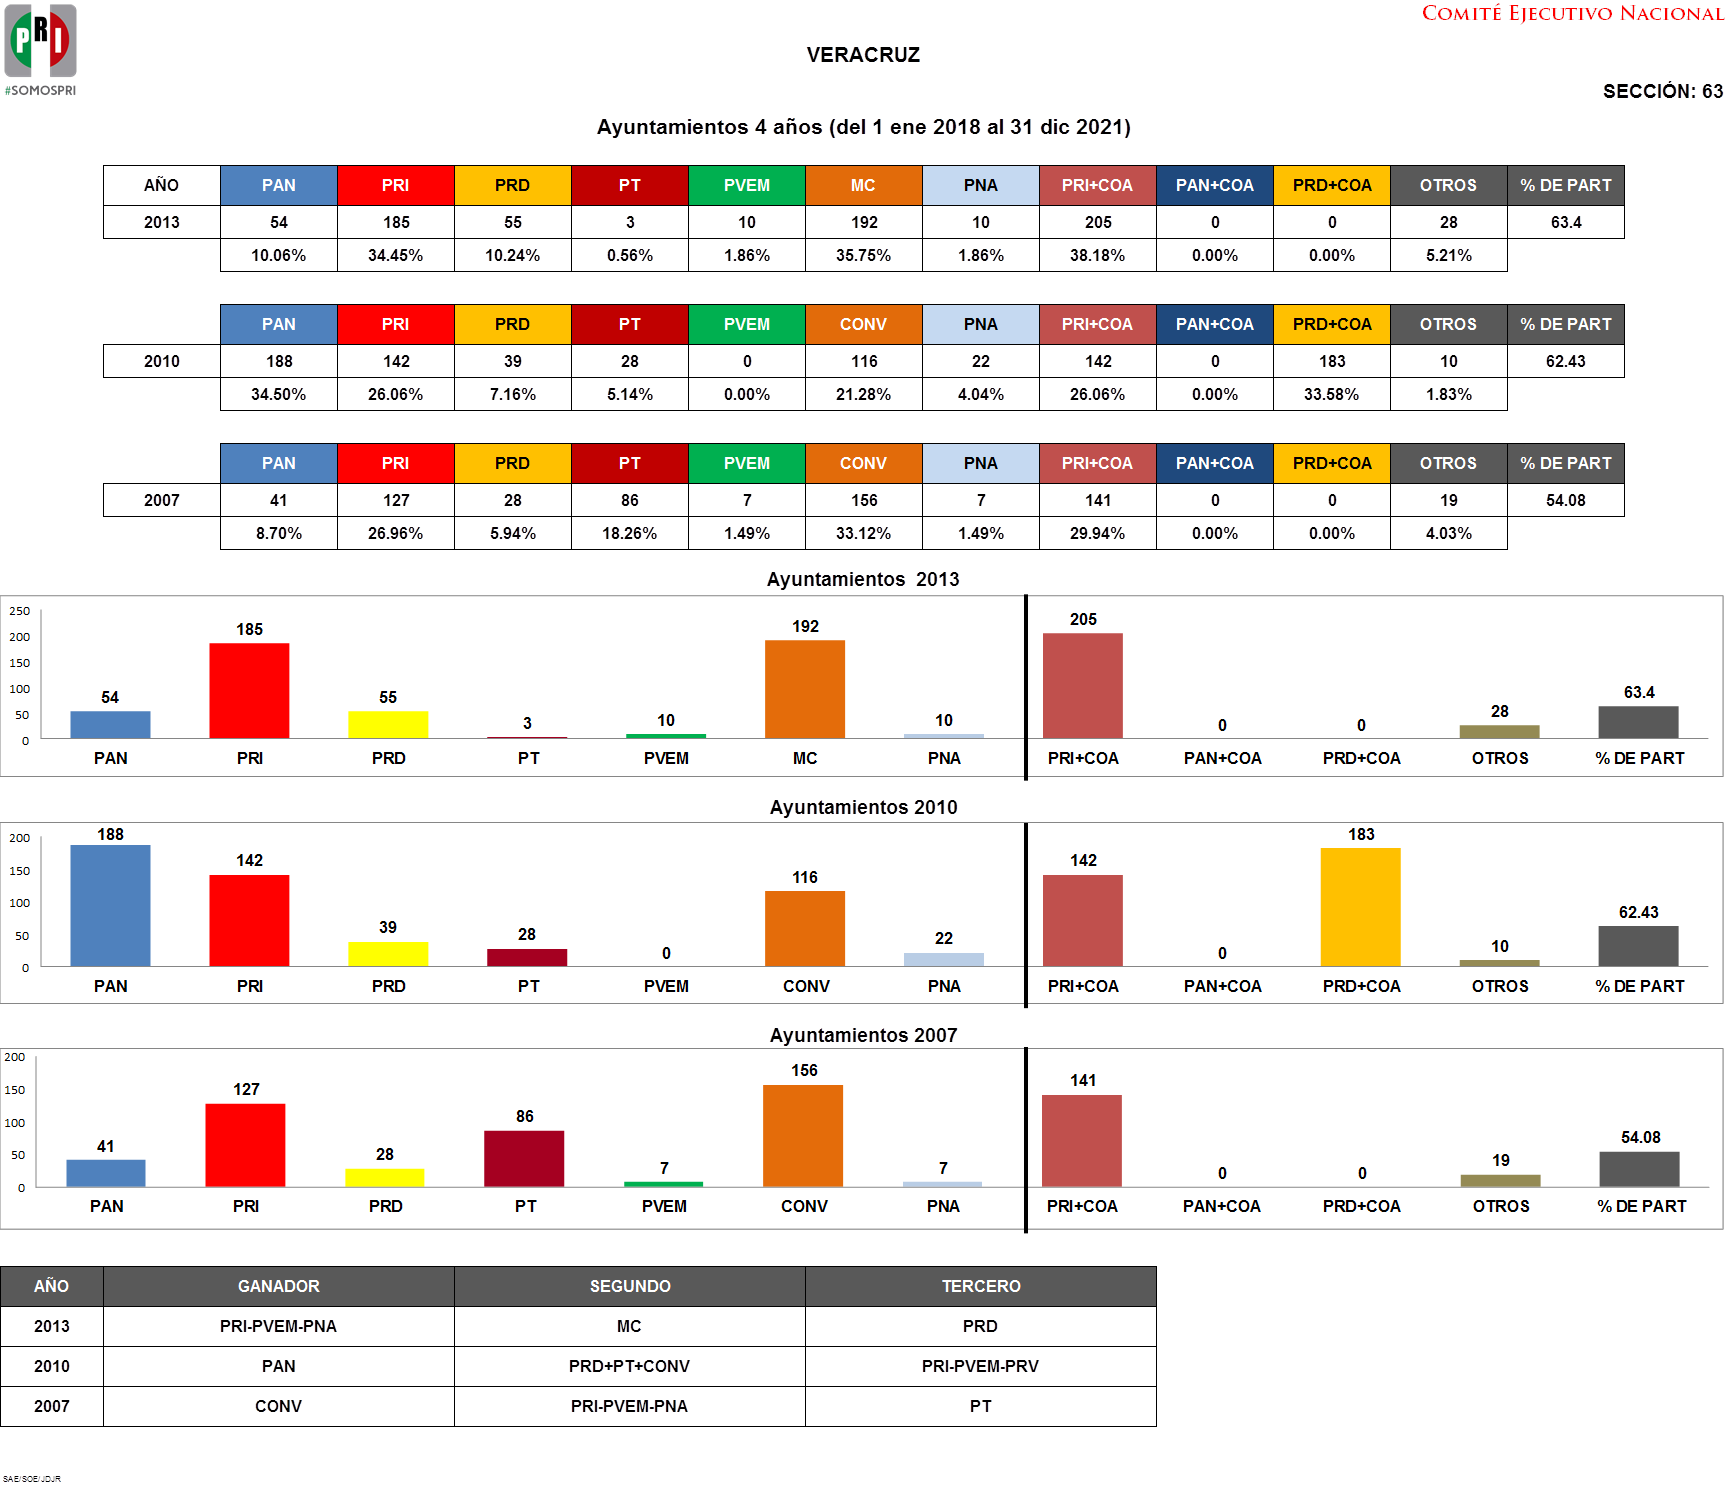 PRI
#SOMOSPRI
COMITÉ EJECUTIVO NACIONAL
VERACRUZ
SECCIÓN: 63
Ayuntamientos 4 años (del 1 ene 2018 al 31 dic 2021)
AÑO PAN PRI PRD PT PVEM MC PNA PRI+COA PAN+COA PRD+COA OTROS % DE PART
2013 54 185 55 3 10 192 10 205 0 0 28 63.4
10.06% 34.45% 10.24% 0.56% 1.86% 35.75% 1.86% 38.18% 0.00% 0.00% 5.21%
PAN PRI PRD PT PVEM CONV PNA PRI+COA PAN+COA PRD+COA OTROS % DE PART
2010 188 142 39 28 0 116 22 142 0 183 10 62.43
34.50% 26.06% 7.16% 5.14% 0.00% 21.28% 4.04% 26.06% 0.00% 33.58% 1.83%
PAN PRI PRD PT PVEM CONV PNA PRI+COA PAN+COA PRD+COA OTROS % DE PART
2007 41 127 28 86 7 156 7 141 0 0 19 54.08
8.70% 26.96% 5.94% 18.26% 1.49% 33.12% 1.49% 29.94% 0.00% 0.00% 4.03%
Ayuntamientos 2013
250
200
150
100
50
0
54 185 55 3 10 192 10 205 0 0 28 63.4
PAN PRI PRD PT PVEM MC PNA PRI+COA PAN+COA PRD+COA OTROS % DE PART
Ayuntamientos 2010
200
150
100
50
0
188 142 39 28 0 116 22 142 0 183 10 62.43
PAN PRI PRD PT PVEM CONV PNA PRI+COA PAN+COA PRD+COA OTROS % DE PART
Ayuntamientos 2007
200
150
100
50
0
41 127 28 86 7 156 7 141 0 0 19 54.08
PAN PRI PRD PT PVEM CONV PNA PRI+COA PAN+COA PRD+COA OTROS % DE PART
AÑO GANADOR SEGUNDO TERCERO
2013 PRI-PVEM-PNA MC PRD
2010 PAN PRD+PT+CONV PRI-PVEM-PRV
2007 CONV PRI-PVEM-PNA PT
SAE/SOE/JDJR